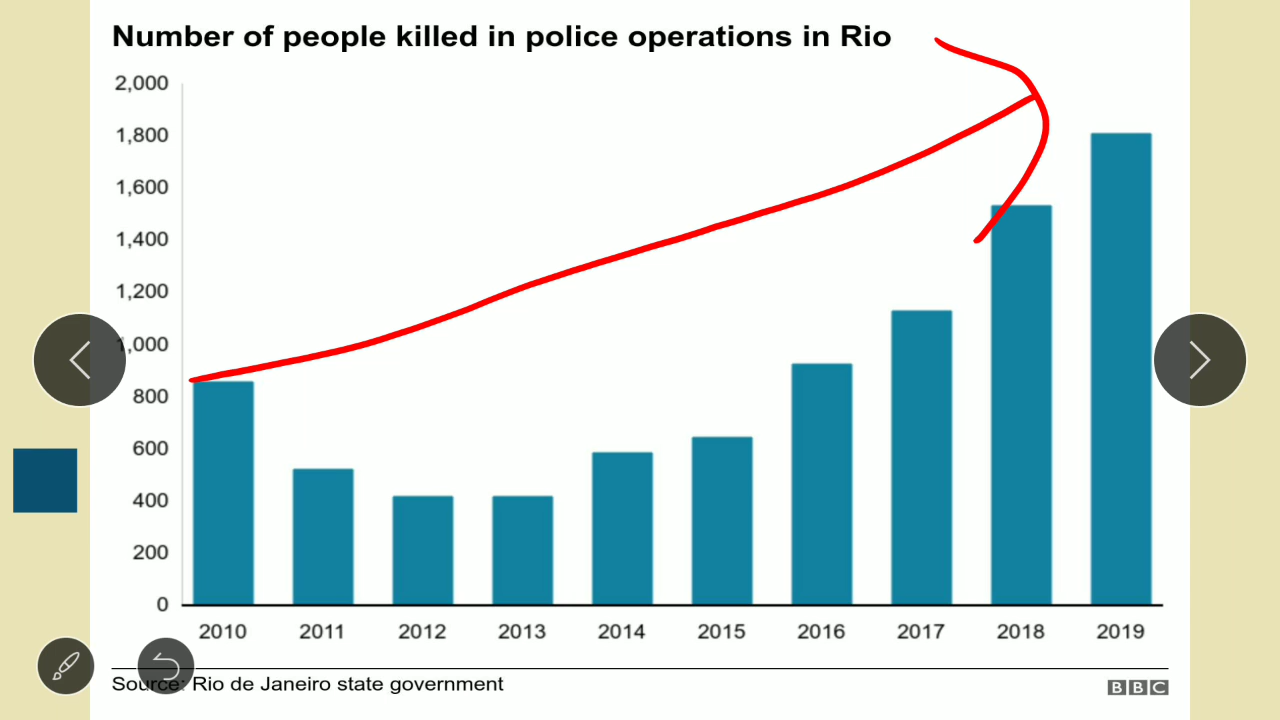 Number of people killed in police operations in Rio
2,000
1,800
1,600
1,400
1,200
1,000
800
600
400
200
0
2010 2011 2012 2013 2014 2015 2016 2017 2018 2019
Source: Rio de Janeiro state government
BBC